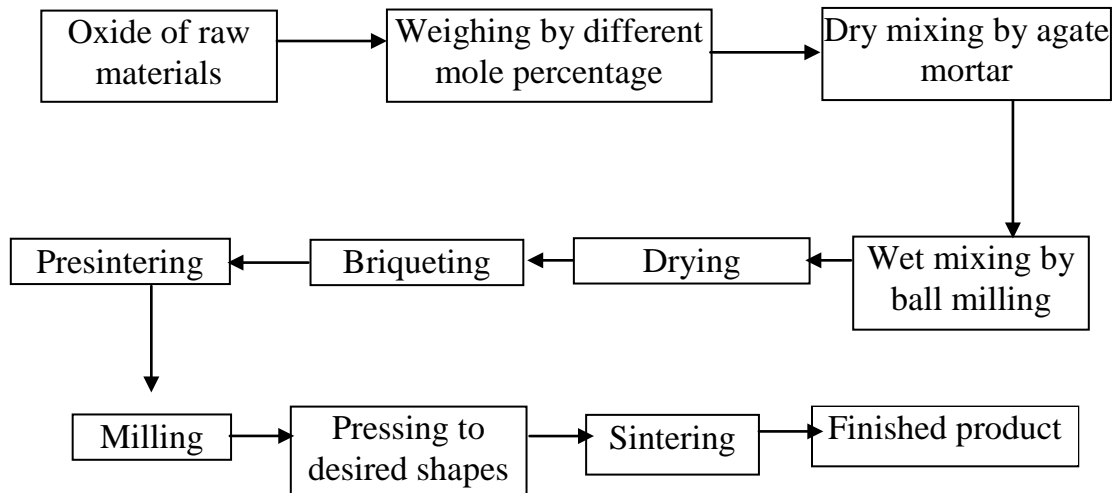 Oxide of raw
materials
Weighing by different
mole percentage
Dry mixing by agate
mortar
Wet mixing by
ball milling
Drying
Briqueting
Presintering
Milling
Pressing to
desired shapes
Sintering
Finished product